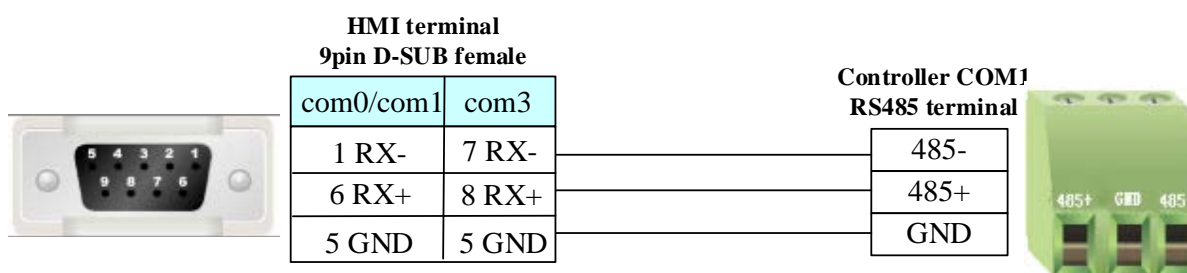 HMI terminal
9pin D-SUB female
com0/com1 com3
1 RX- 7 RX-
6 RX+ 8 RX+
5 GND 5 GND
Controller COM1
RS485 terminal
485-
485+
GND
5 4 3 2 1
9 8 7 6
485+ GND 485